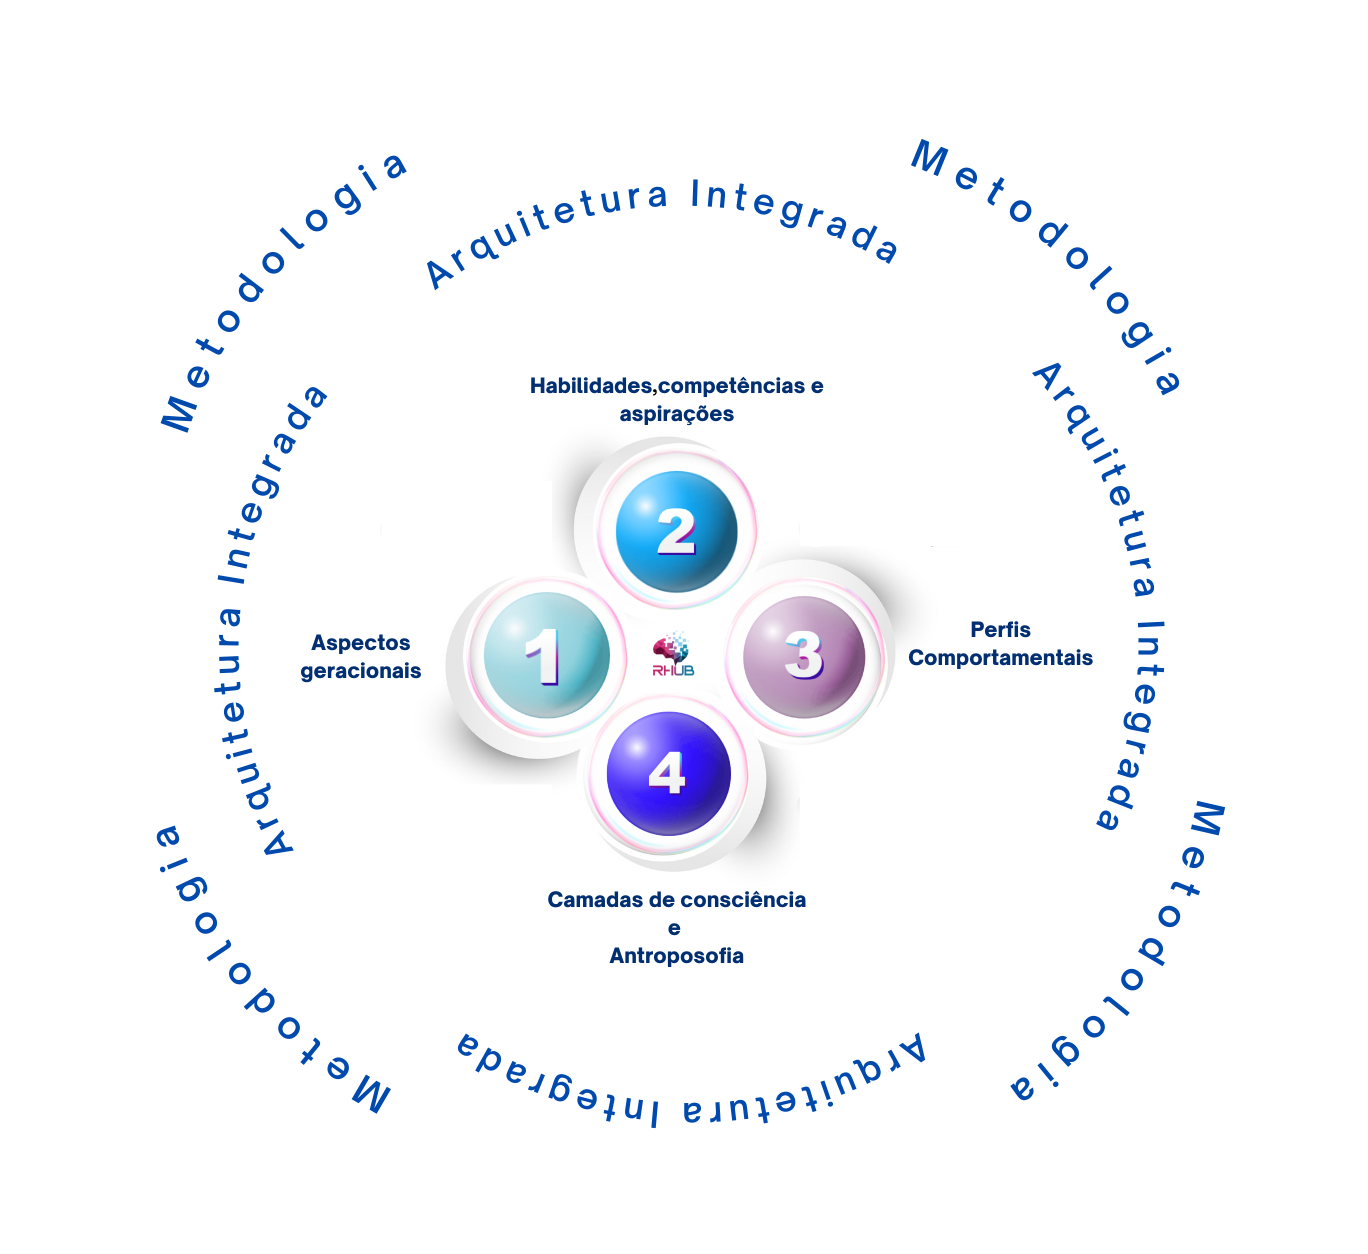 Metodologia
Metodologia
Arquitetura Integrada
Arquitetura Integrada
Arquitetura Integrada
Habilidades,competências e
aspirações
2
Aspectos
geracionais
1
RHUB
3
Perfis
Comportamentais
4
Camadas de consciência
e
Antroposofia
Metodologia
Metodologia
Arquitetura Integrada